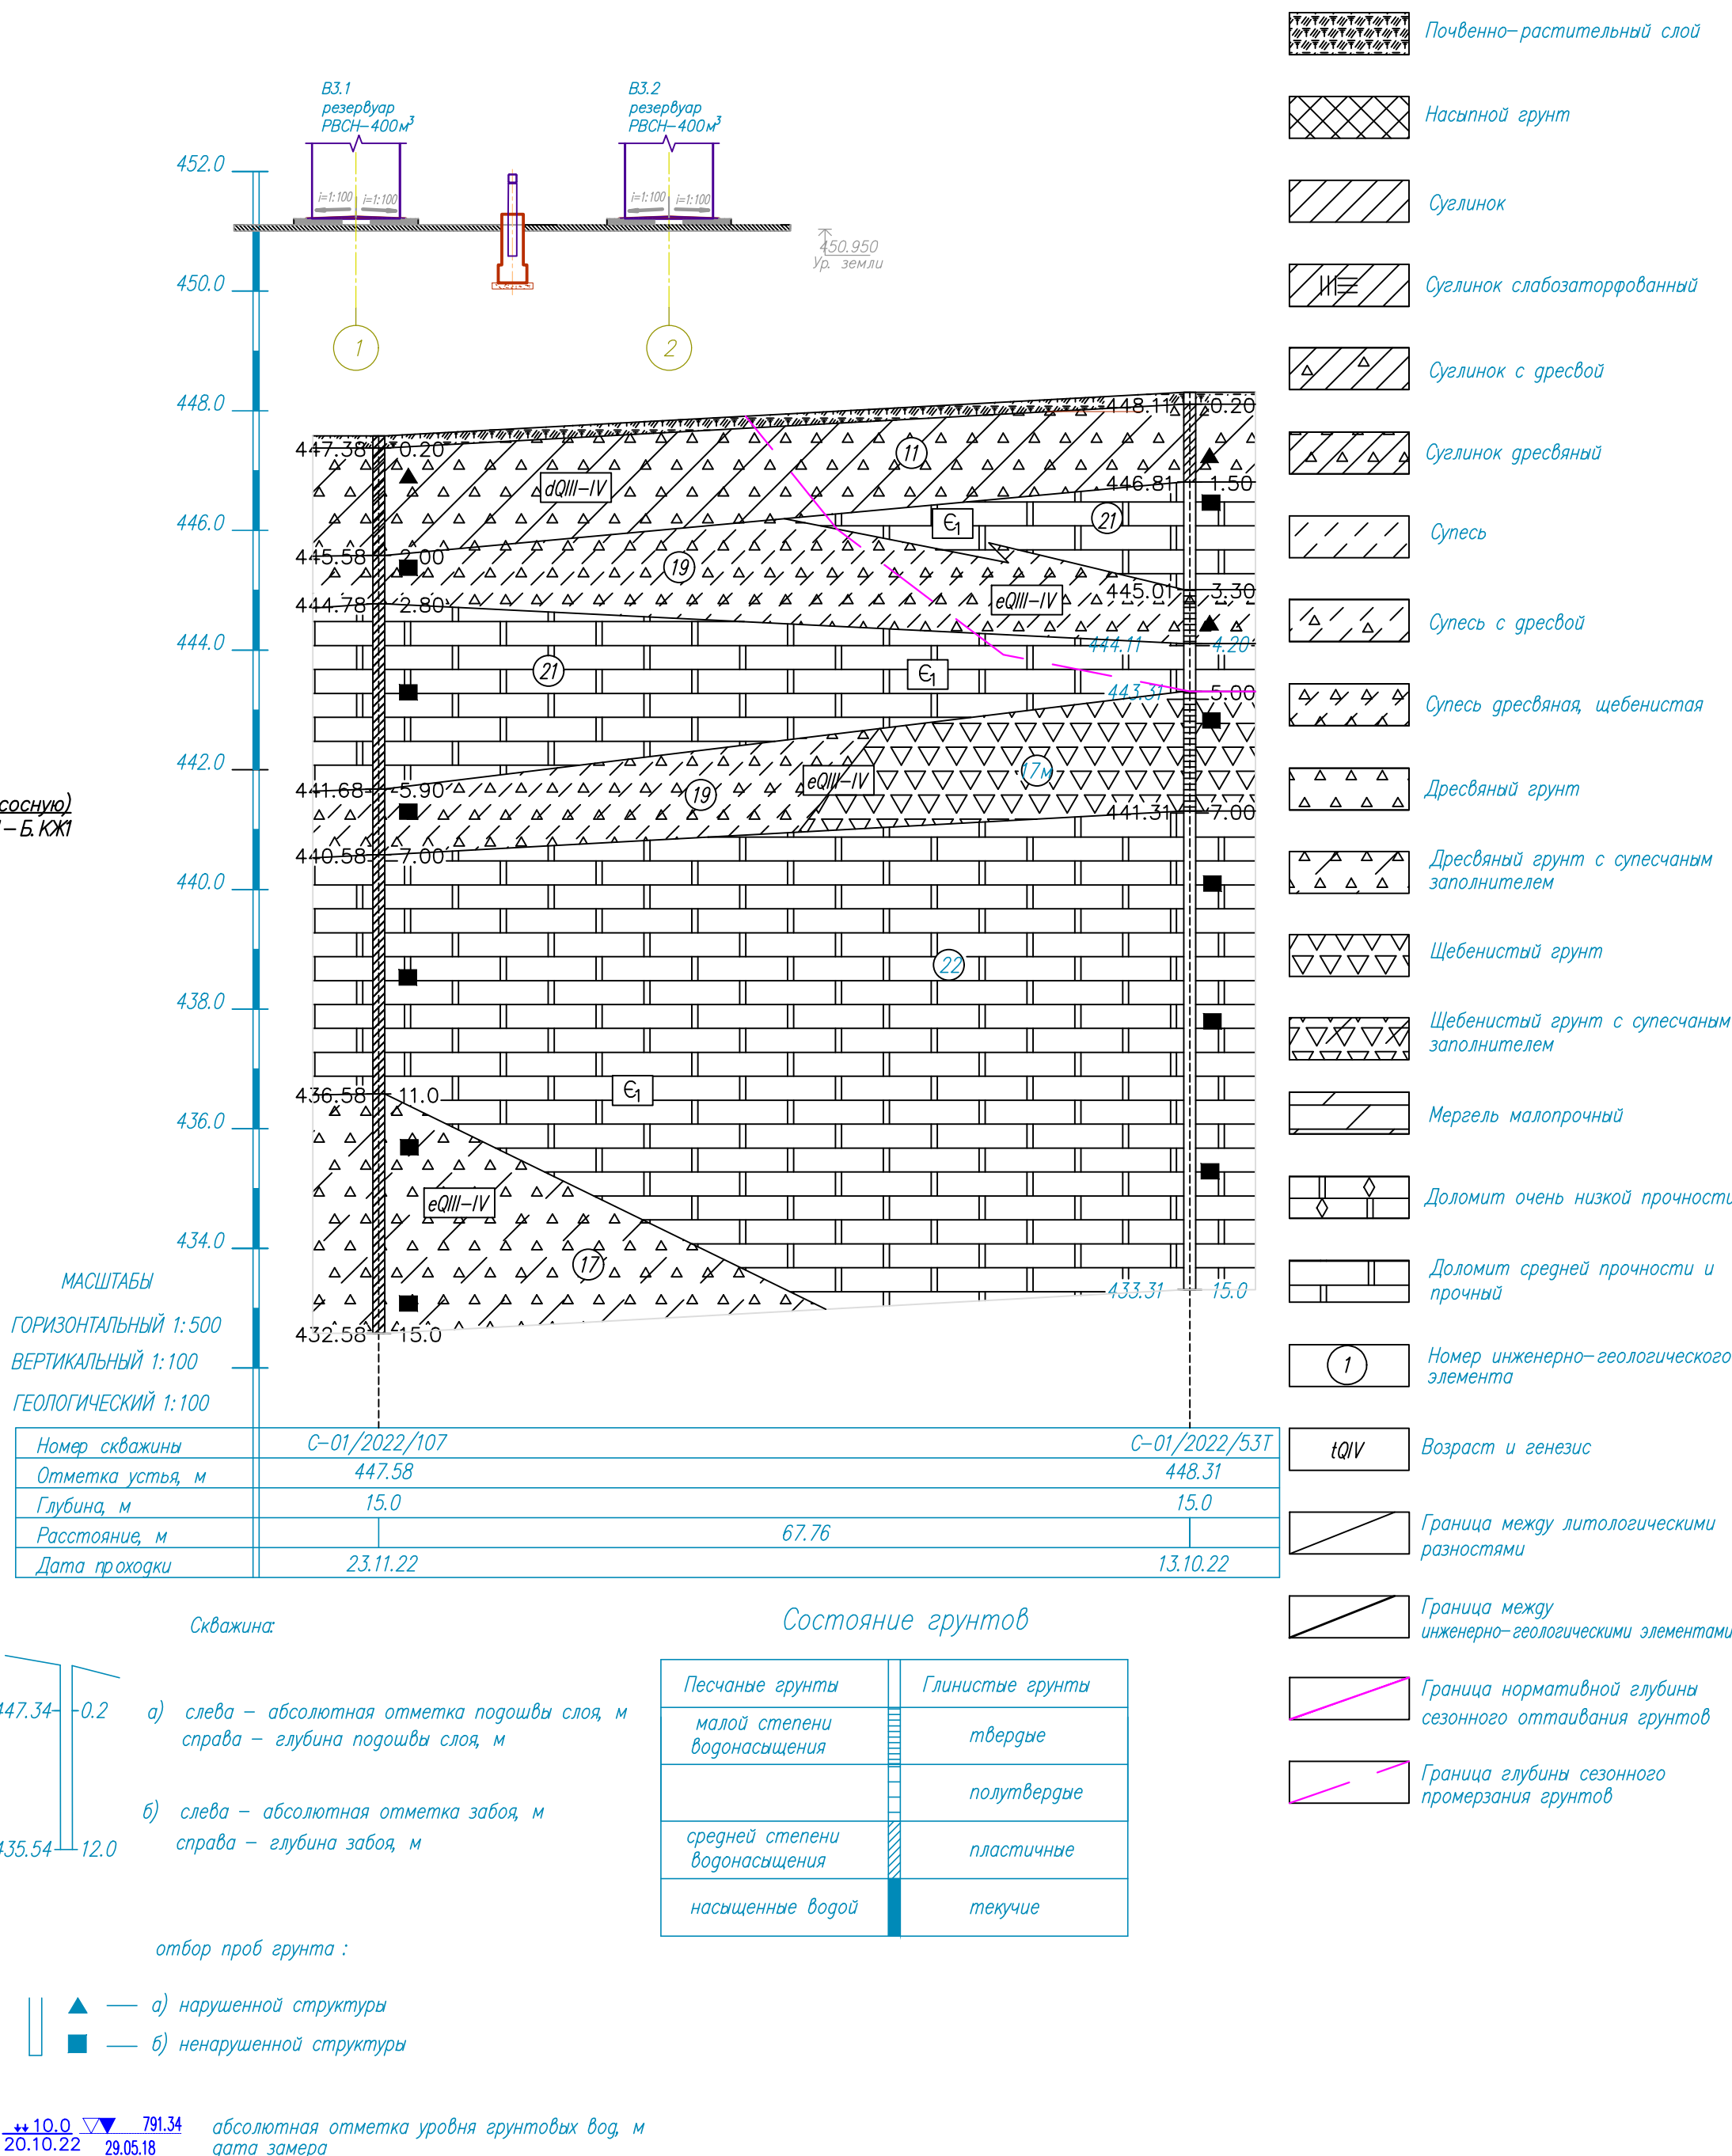 В3.1
резервуар
РВСН-400м³
В3.2
резервуар
РВСН-400м³
i=1:100
i=1:100
i=1:100
i=1:100
450.950
Ур. земли
1
2
452.0
450.0
448.0
446.0
444.0
442.0
440.0
438.0
436.0
434.0
сосную)
-Б.КЖ1
447.38
0.20
445.58
2.00
444.78
2.80
441.68
5.90
440.58
7.00
436.58
11.0
432.58
15.0
448.11
0.20
446.81
1.50
445.01
3.30
444.11
4.20
443.31
5.00
441.31
7.00
433.31
15.0
11
dQIII-IV
Є1
21
19
eQIII-IV
21
Є1
eQIII-IV
17м
19
22
Є1
eQIII-IV
17
МАСШТАБЫ
ГОРИЗОНТАЛЬНЫЙ 1:500
ВЕРТИКАЛЬНЫЙ 1:100
ГЕОЛОГИЧЕСКИЙ 1:100
Номер скважины С-01/2022/107 С-01/2022/53Т
Отметка устья, м 447.58 448.31
Глубина, м 15.0 15.0
Расстояние, м 67.76
Дата проходки 23.11.22 13.10.22
Скважина:
447.34
0.2
а) слева - абсолютная отметка подошвы слоя, м
справа - глубина подошвы слоя, м
б) слева - абсолютная отметка забоя, м
справа - глубина забоя, м
435.54
12.0
отбор проб грунта :
а) нарушенной структуры
б) ненарушенной структуры
10.0
20.10.22
791.34
29.05.18
абсолютная отметка уровня грунтовых вод, м
дата замера
Состояние грунтов
Песчаные грунты
Глинистые грунты
малой степени
водонасыщения
твердые
полутвердые
средней степени
водонасыщения
пластичные
насыщенные водой
текучие
Почвенно-растительный слой
Насыпной грунт
Суглинок
Суглинок слабозаторфованный
Суглинок с дресвой
Суглинок дресвяный
Супесь
Супесь с дресвой
Супесь дресвяная, щебенистая
Дресвяный грунт
Дресвяный грунт с супесчаным
заполнителем
Щебенистый грунт
Щебенистый грунт с супесчаным
заполнителем
Мергель малопрочный
Доломит очень низкой прочности
Доломит средней прочности и
прочный
1
Номер инженерно-геологического
элемента
tQIV
Возраст и генезис
Граница между литологическими
разностями
Граница между
инженерно-геологическими элементами
Граница нормативной глубины
сезонного оттаивания грунтов
Граница глубины сезонного
промерзания грунтов